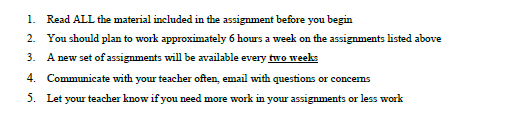 1. Read ALL the material included in the assignment before you begin
2. You should plan to work approximately 6 hours a week on the assignments listed above
3. A new set of assignments will be available every two weeks
4. Communicate with your teacher often, email with questions or concerns
5. Let your teacher know if you need more work in your assignments or less work